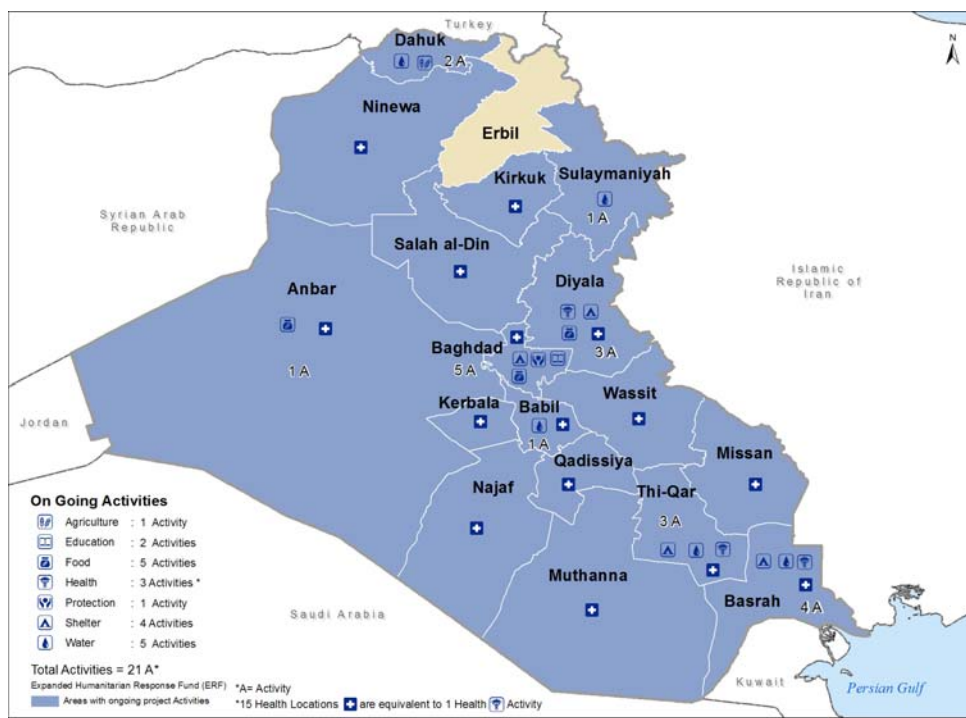 Turkey
N
Dahuk
2 A
Ninewa
Erbil
Kirkuk
Sulaymaniyah
1 A
Syrian Arab
Republic
Salah al-Din
Islamic
Republic of
Iran
Diyala
3 A
Anbar
1 A
Baghdad
5 A
Wassit
Kerbala
Babil
1 A
Jordan
Qadissiya
Missan
Najaf
Thi-Qar
3 A
Muthanna
Basrah
4 A
Saudi Arabia
Kuwait
Persian Gulf
On Going Activities
Agriculture : 1 Activity
Education : 2 Activities
Food : 5 Activities
Health : 3 Activities *
Protection : 1 Activity
Shelter : 4 Activities
Water : 5 Activities
Total Activities = 21 A*
Expanded Humanitarian Response Fund (ERF)
*A= Activity
Areas with ongoing project Activities
*15 Health Locations are equivalent to 1 Health Activity